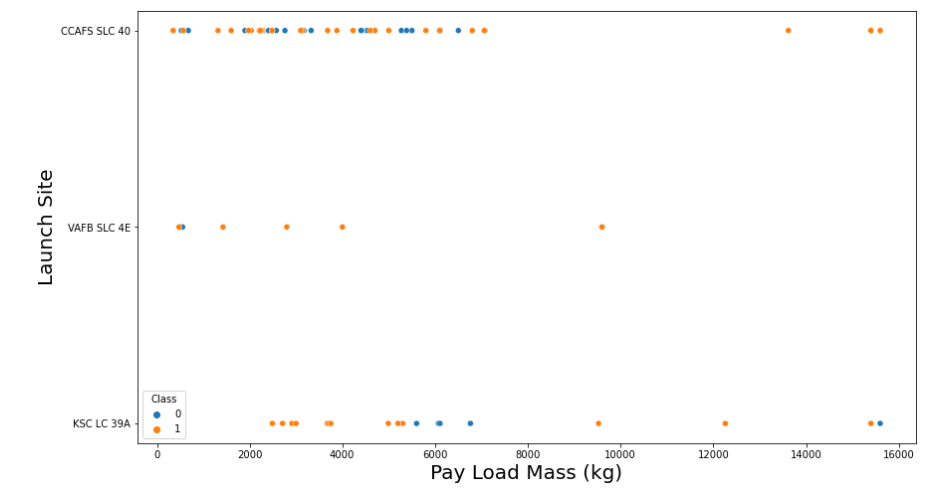 CCAFS SLC 40
VAFB SLC 4E
KSC LC 39A
Launch Site
Class
0
1
0 2000 4000 6000 8000 10000 12000 14000 16000
Pay Load Mass (kg)